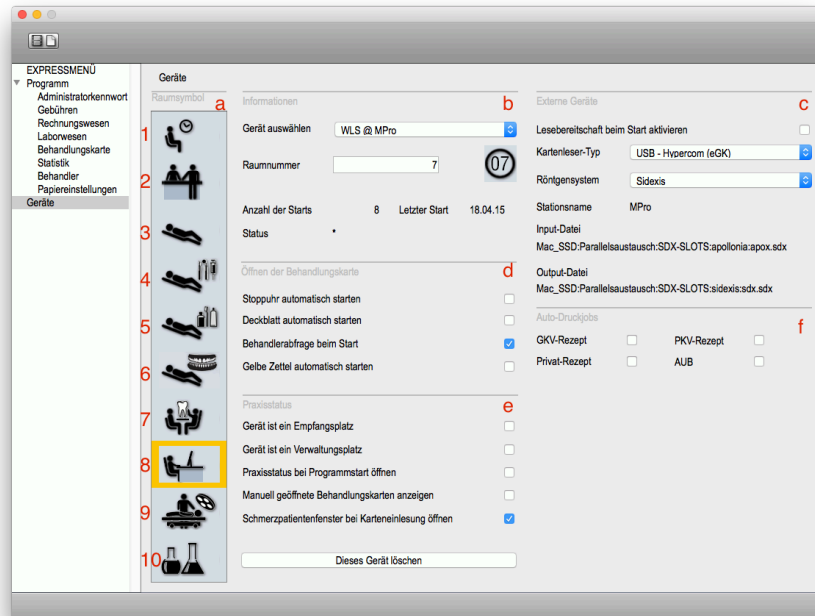 EXPRESSMENÜ
Programm
Administratorkennwort
Gebühren
Rechnungswesen
Laborwesen
Behandlungskarte
Statistik
Behandler
Papiereinstellungen
Geräte
Geräte
Raumsymbol a
1
2
3
4
5
6
7
8
9
10
Informationen b
Gerät auswählen WLS @ MPro
Raumnummer 7 07
Anzahl der Starts 8 Letzter Start 18.04.15
Status *
Öffnen der Behandlungskarte d
Stoppuhr automatisch starten
Deckblatt automatisch starten
Behandlerabfrage beim Start
Gelbe Zettel automatisch starten
Praxisstatus e
Gerät ist ein Empfangsplatz
Gerät ist ein Verwaltungsplatz
Praxisstatus bei Programmstart öffnen
Manuell geöffnete Behandlungskarten anzeigen
Schmerzpatientenfenster bei Karteneinlesung öffnen
Dieses Gerät löschen
Externe Geräte c
Lesebereitschaft beim Start aktivieren
Kartenleser-Typ USB - Hypercom (eGK)
Röntgensystem Sidexis
Stationsname MPro
Input-Datei
Mac_SSD:Parallelsaustausch:SDX-SLOTS:apollonia:apox.sdx
Output-Datei
Mac_SSD:Parallelsaustausch:SDX-SLOTS:sidexis:sdx.sdx
Auto-Druckjobs f
GKV-Rezept PKV-Rezept
Privat-Rezept AUB